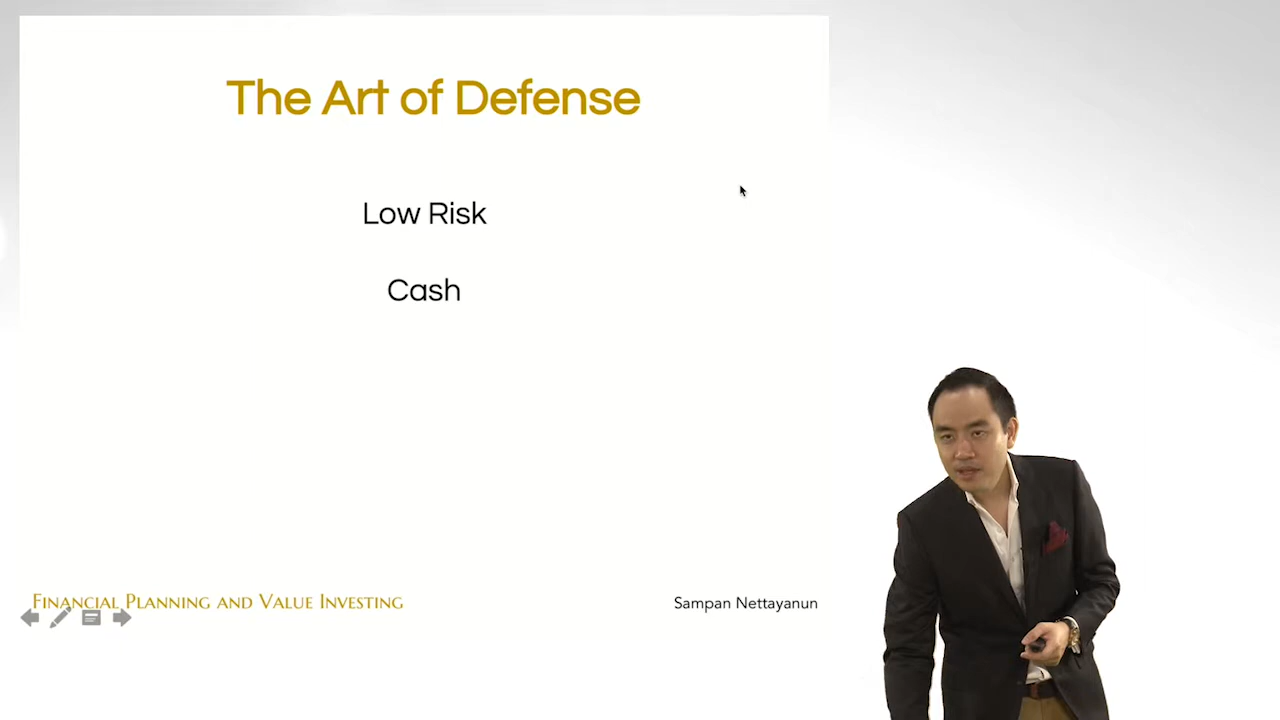 The Art of Defense
Low Risk
Cash
Financial Planning and Value Investing
Sampan Nettayanun